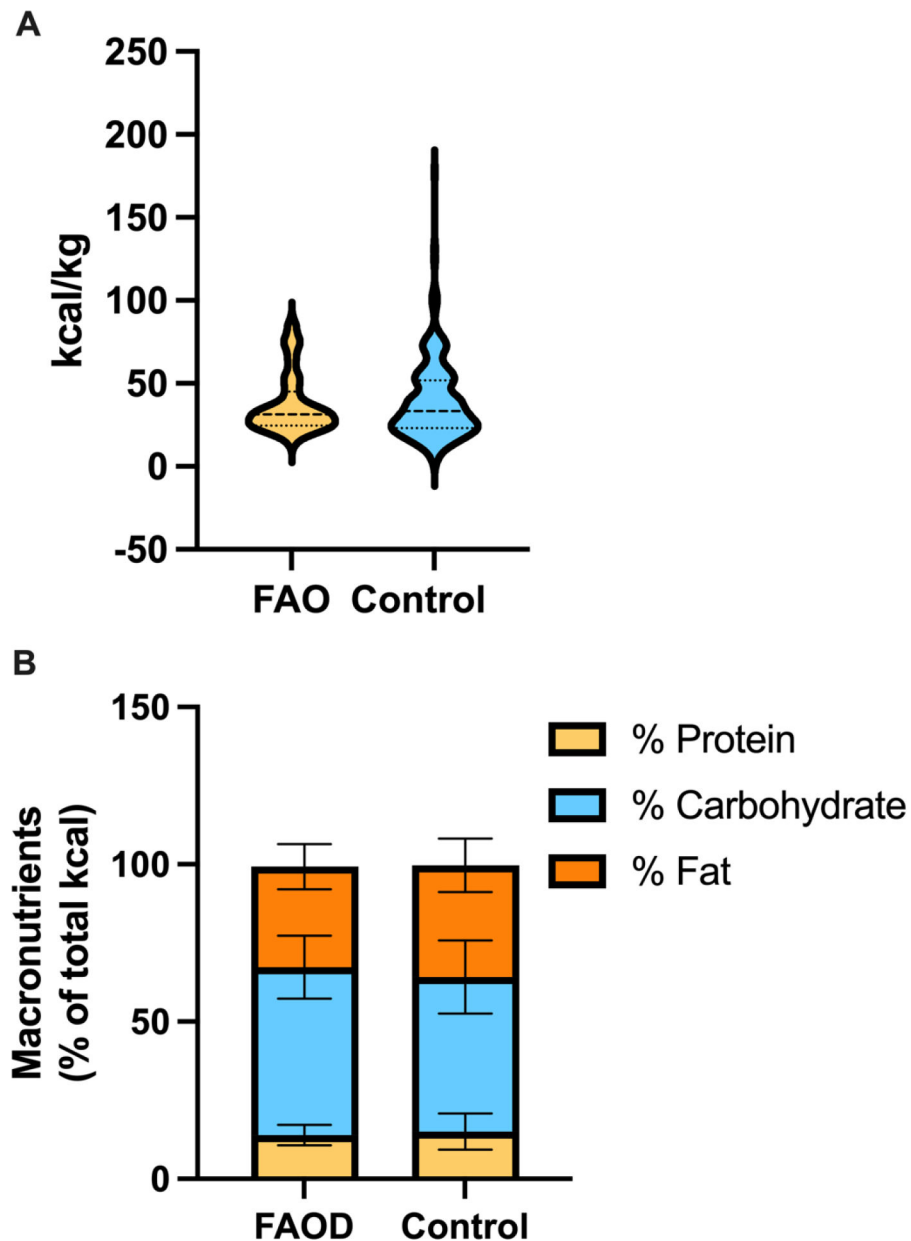 A
250
200
150
100
50
0
-50
kcal/kg
FAO Control
B
150
100
50
0
Macronutrients
(% of total kcal)
% Protein
% Carbohydrate
% Fat
FAOD Control